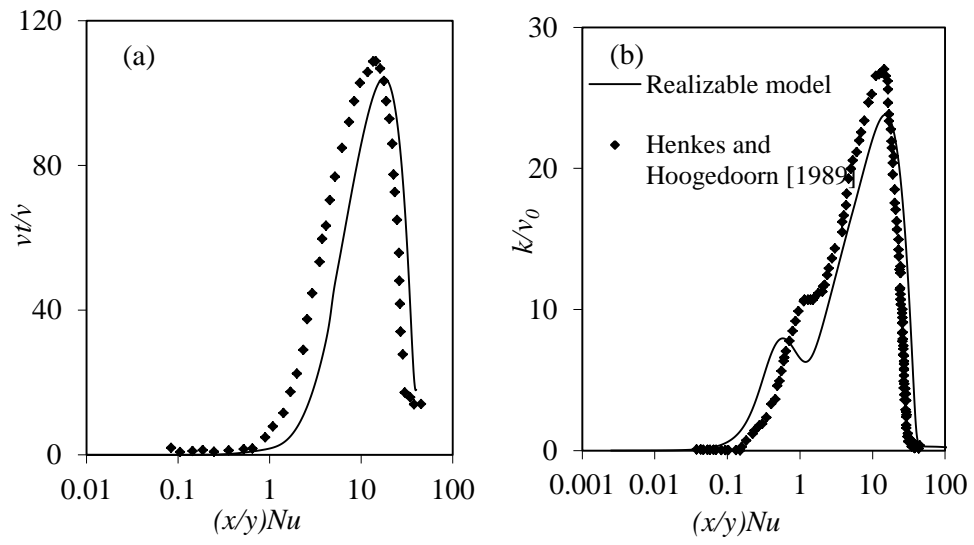 120
80
40
0
0.01 0.1 1 10 100
(a)
vt/v
(x/y)Nu
30
20
10
0
0.001 0.01 0.1 1 10 100
(b)
Realizable model
Henkes and
Hoogedoorn [1989]
k/v0
(x/y)Nu